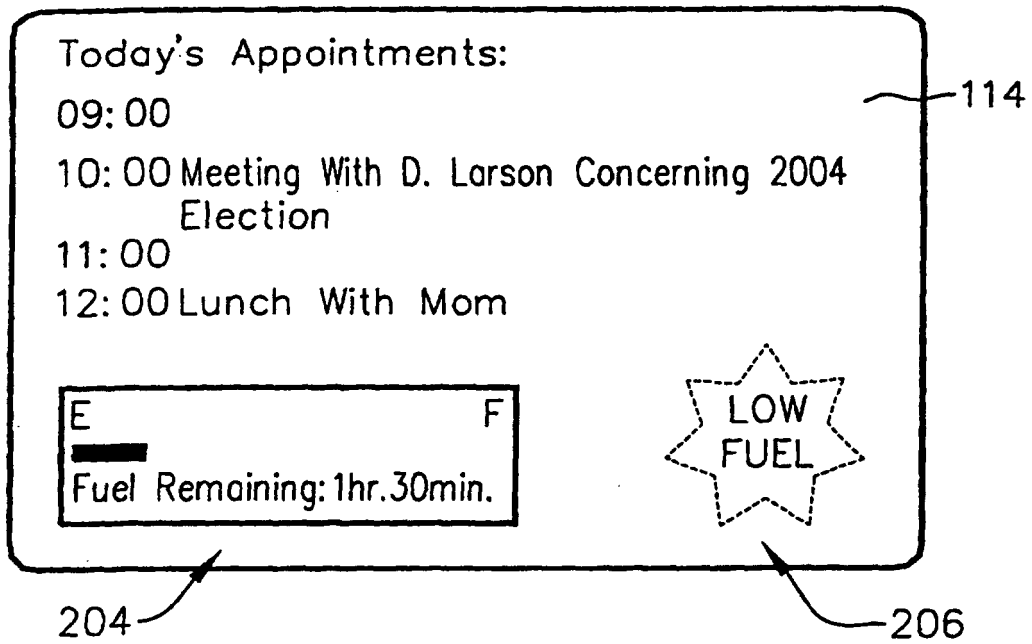 Today's Appointments:
09:00
114
10:00 Meeting With D. Larson Concerning 2004
Election
11:00
12:00 Lunch With Mom
E F
Fuel Remaining: 1hr.30min.
LOW
FUEL
204
206